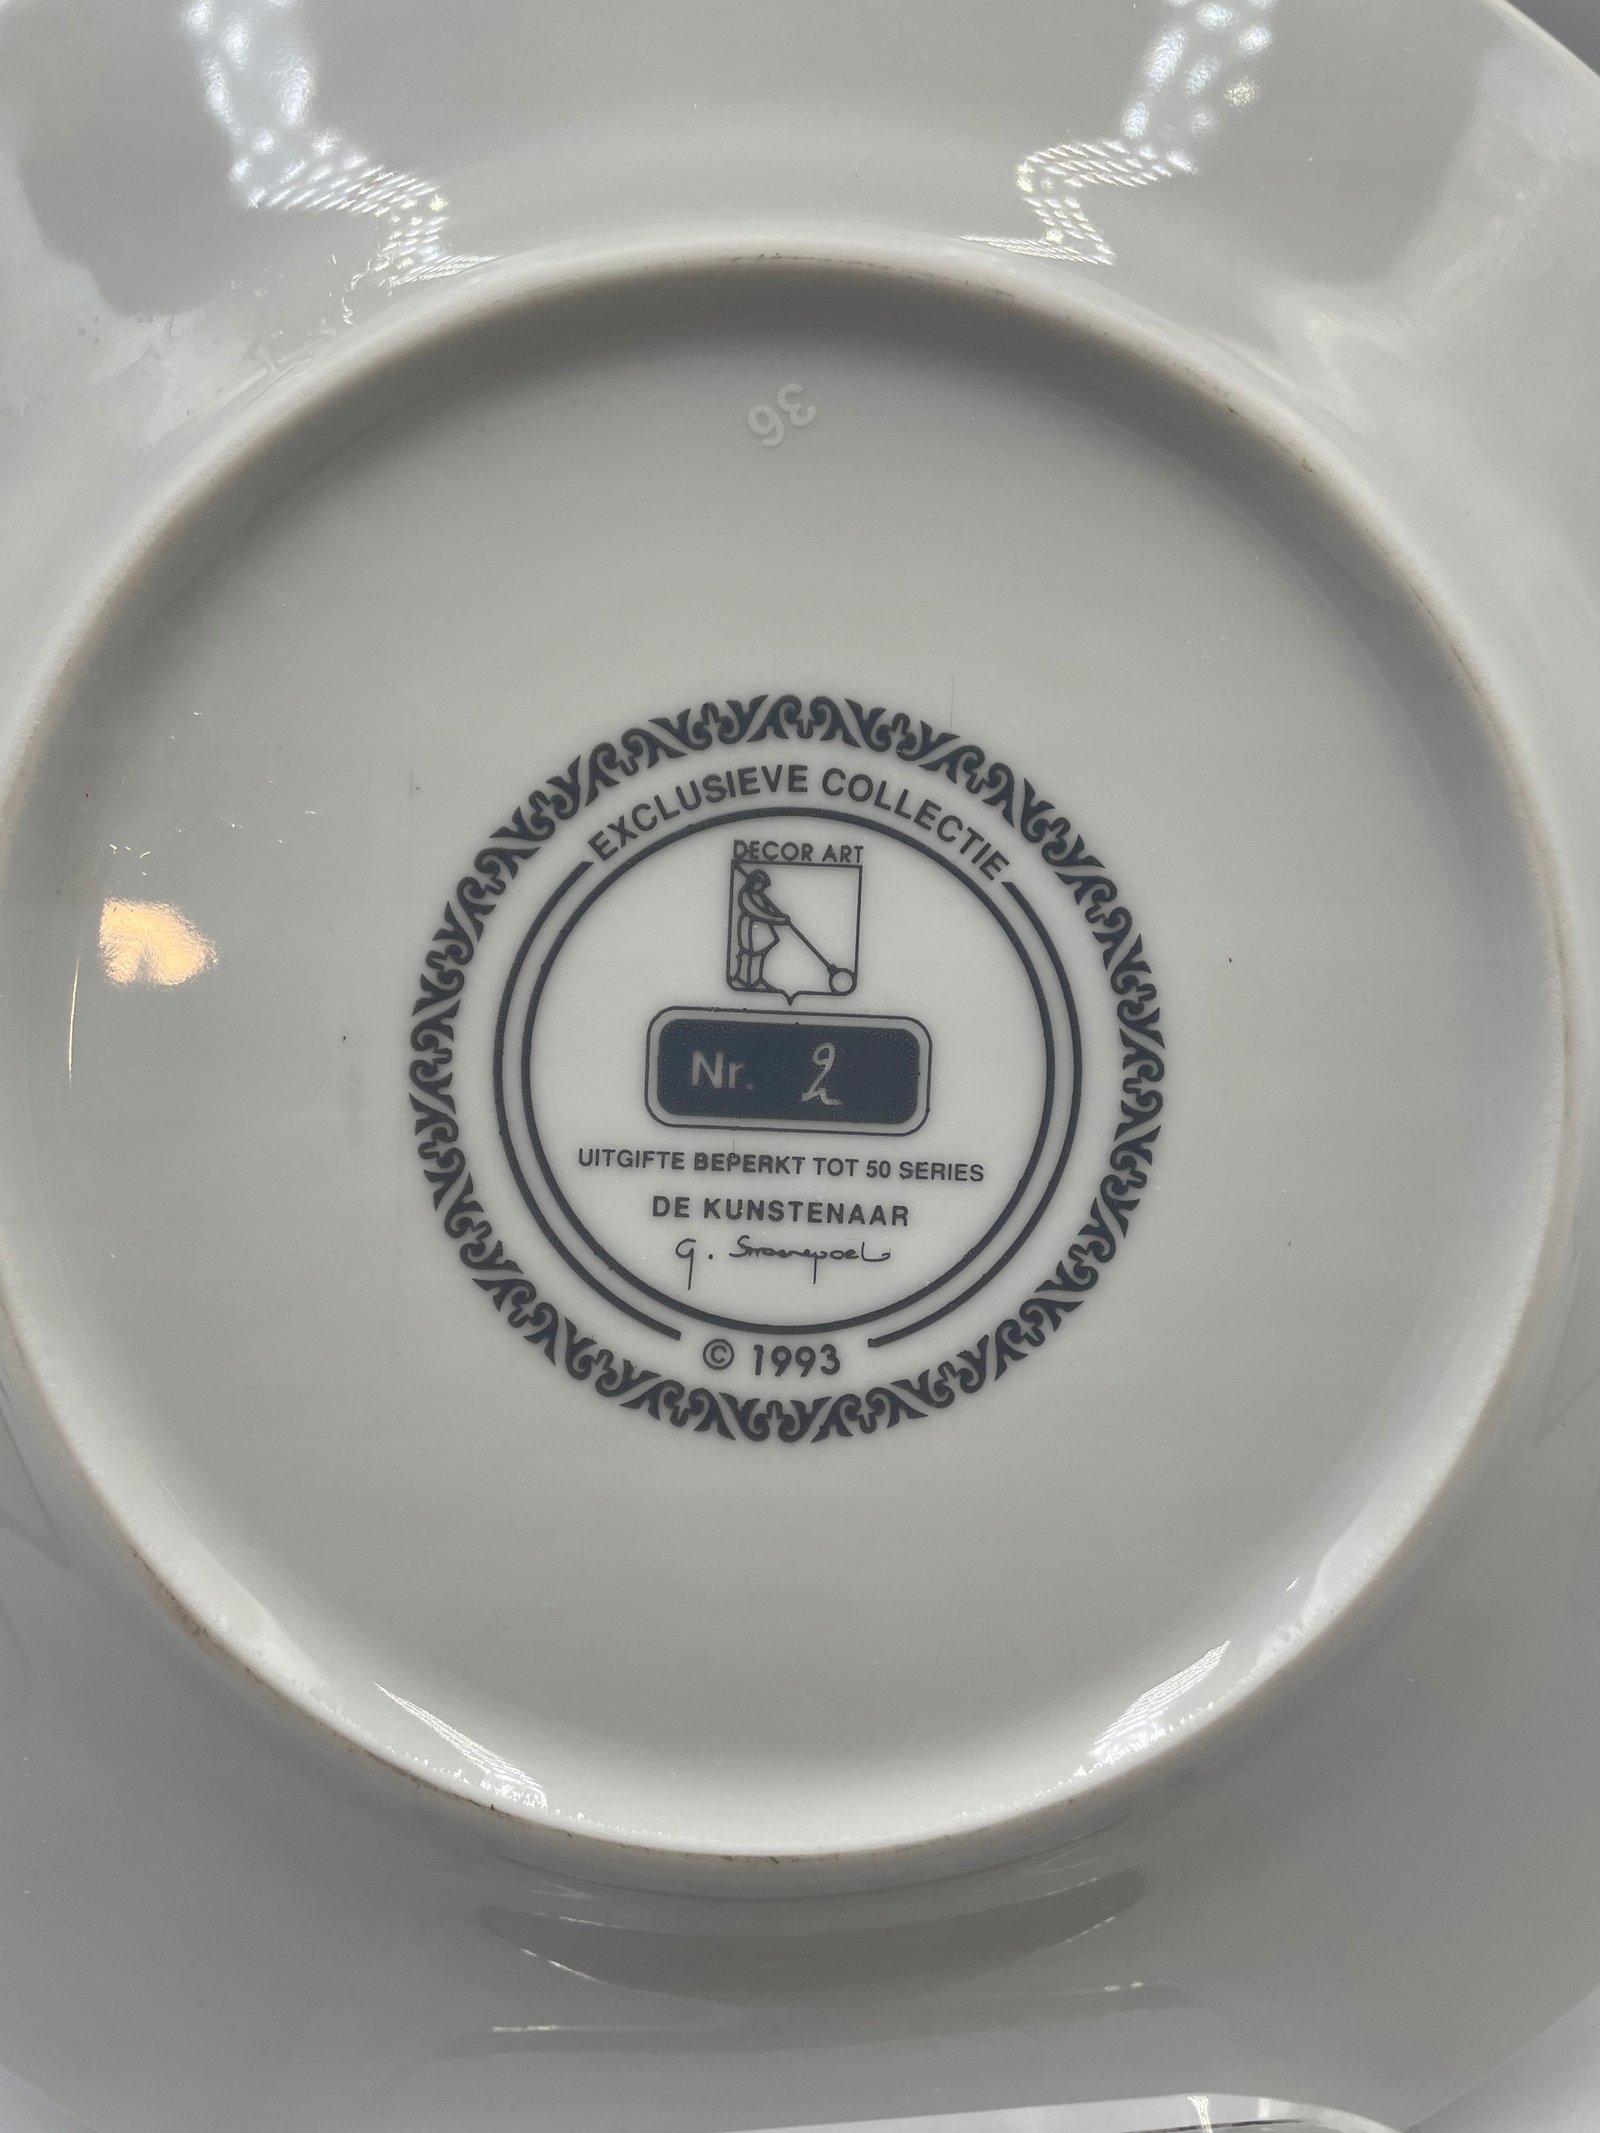 36
EXCLUSIEVE COLLECTIE
DECOR ART
Nr. 2
UITGIFTE BEPERKT TOT 50 SERIES
DE KUNSTENAAR
G.
© 1993